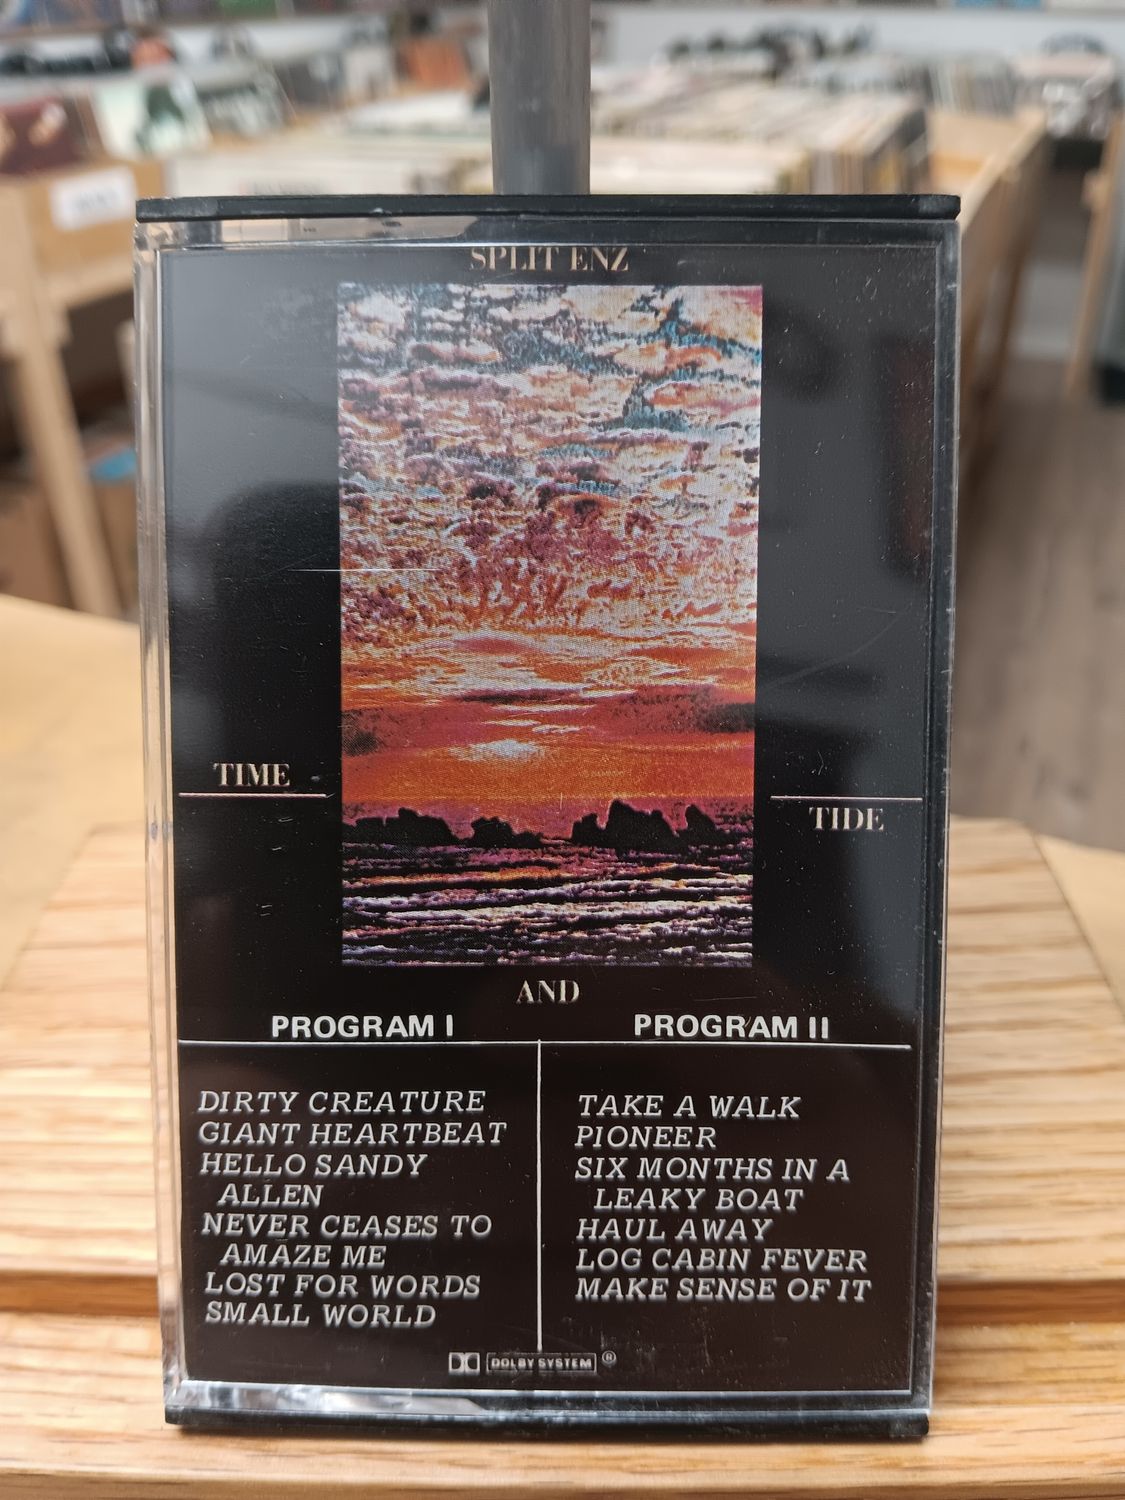 SPLIT ENZ
TIME
TIDE
AND
PROGRAM I
DIRTY CREATURE
GIANT HEARTBEAT
HELLO SANDY
ALLEN
NEVER CEASES TO
AMAZE ME
LOST FOR WORDS
SMALL WORLD
PROGRAM II
TAKE A WALK
PIONEER
SIX MONTHS IN A
LEAKY BOAT
HAUL AWAY
LOG CABIN FEVER
MAKE SENSE OF IT
DOLBY SYSTEM ®